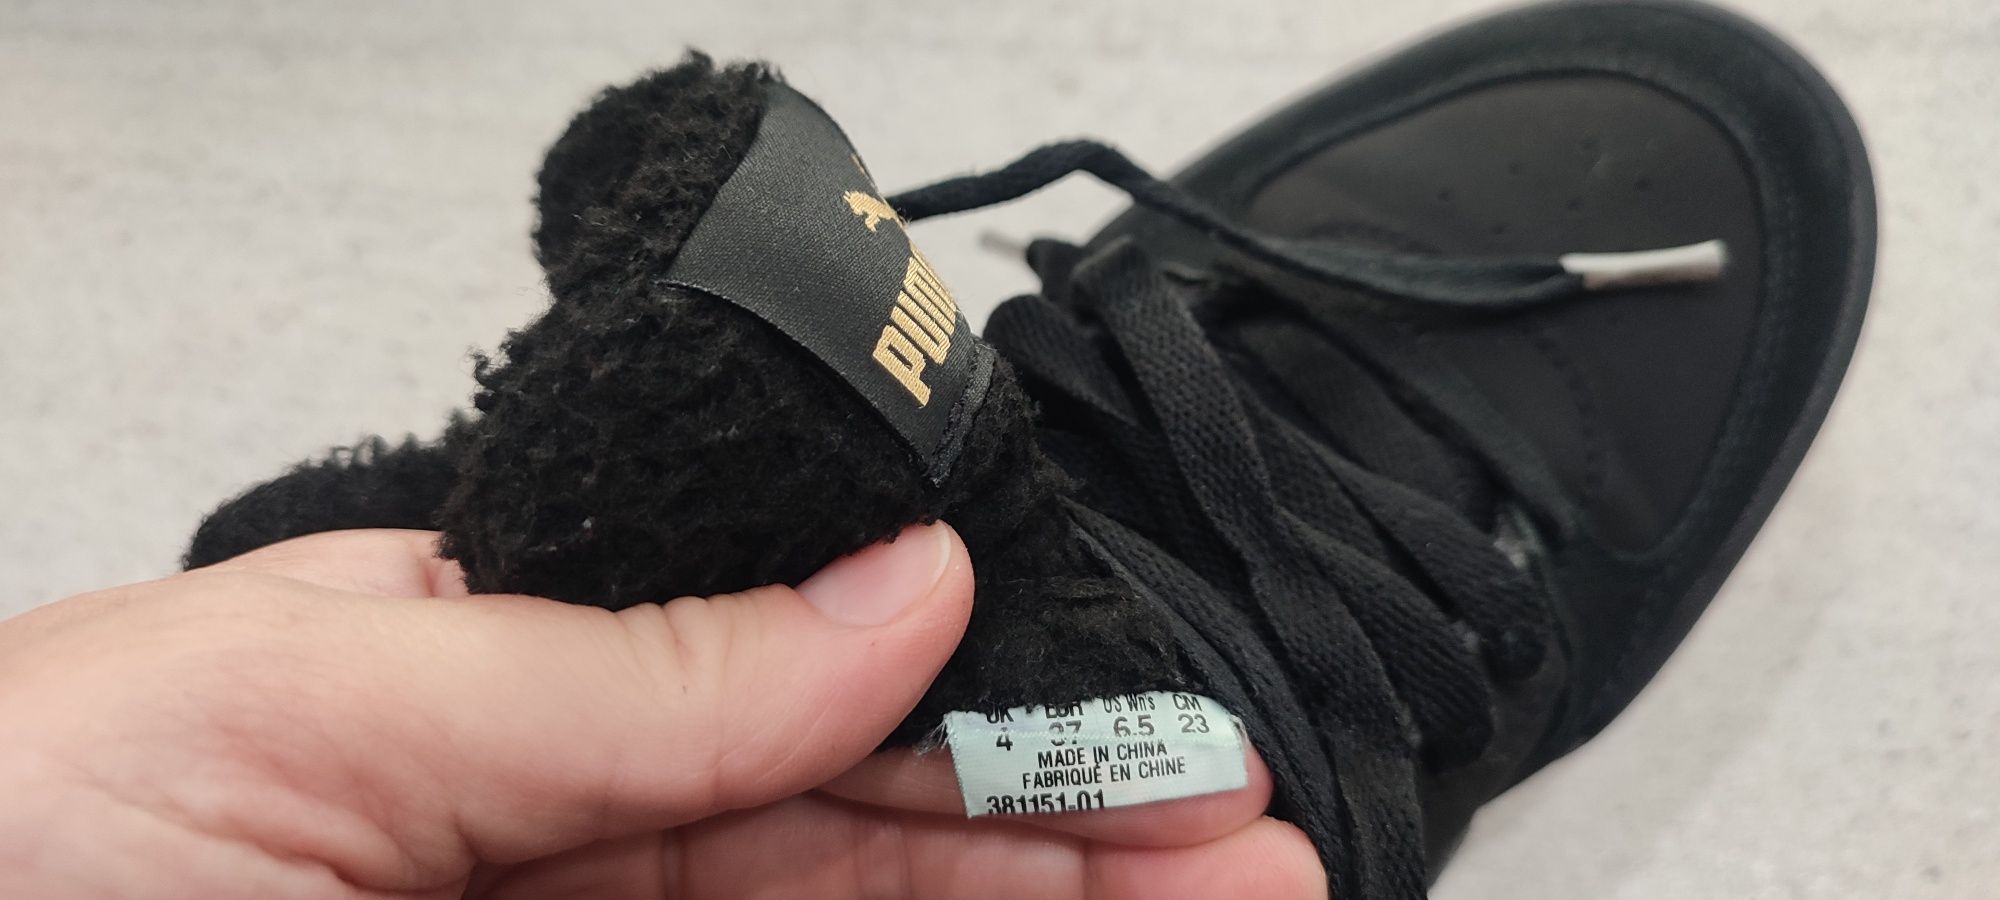 PUMA
UK EUR US Wn's CM
4 37 6.5 23
MADE IN CHINA
FABRIQUÉ EN CHINE
381151-01